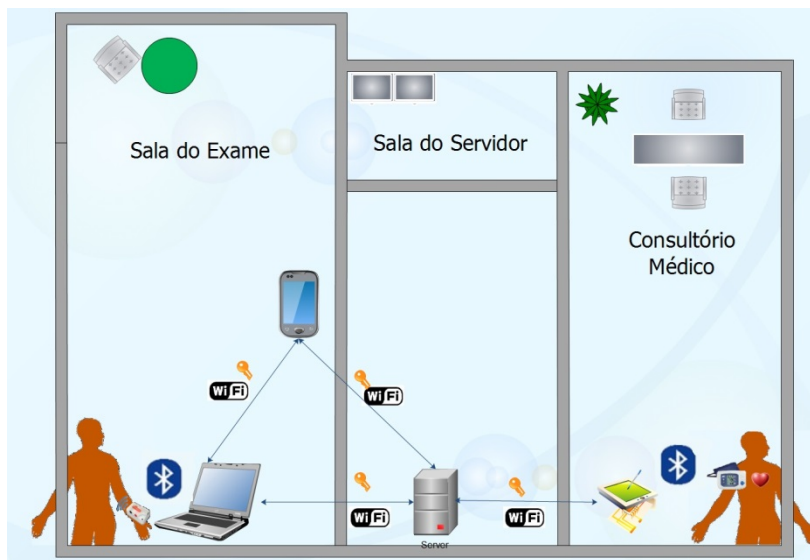 Sala do Exame
Sala do Servidor
Consultório
Médico
WiFi
WiFi
WiFi
WiFi
Server